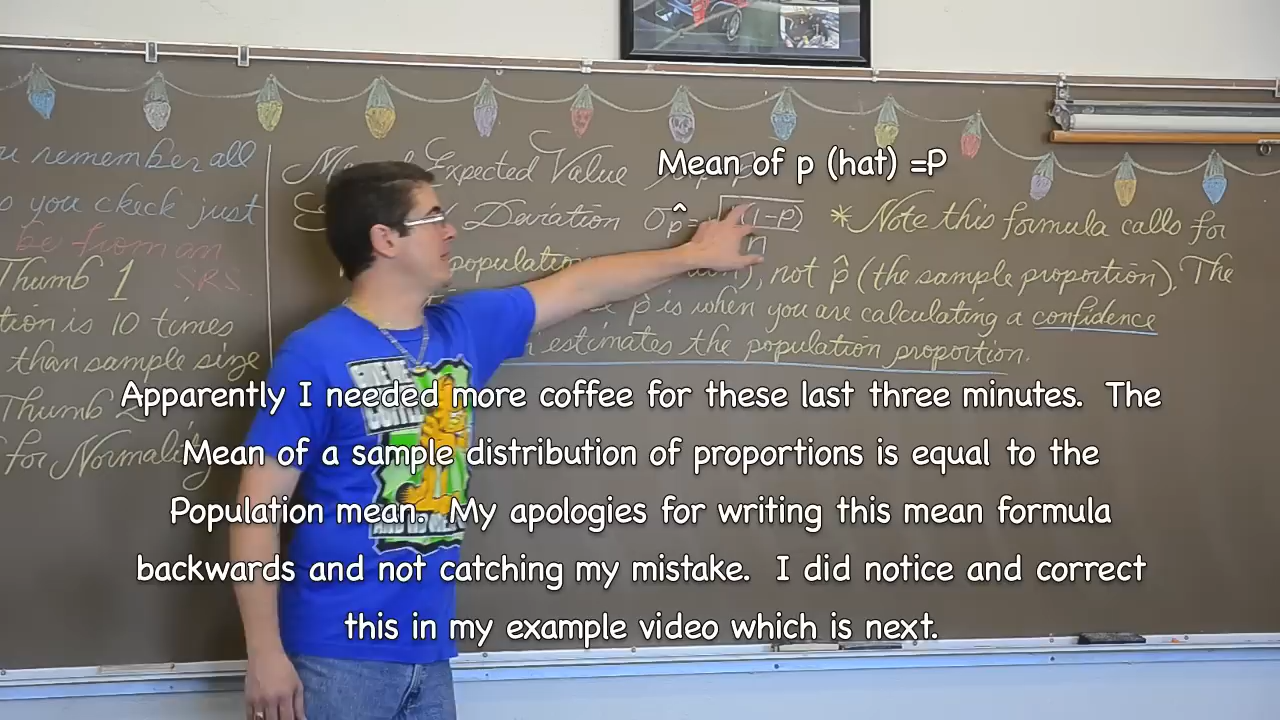 u remember all
s you check just
be from an
Thumb 1 SRS.
tion is 10 times
than sample size
Thumb 2
for Normality
Expected Value
Mean of p (hat) =P
Deviation σp̂ = √ (1-p) n
*Note this formula calls for
population not p̂ (the sample proportion). The
p̂ is when you are calculating a confidence
estimates the population proportion.
Apparently I needed more coffee for these last three minutes. The
Mean of a sample distribution of proportions is equal to the
Population mean. My apologies for writing this mean formula
backwards and not catching my mistake. I did notice and correct
this in my example video which is next.